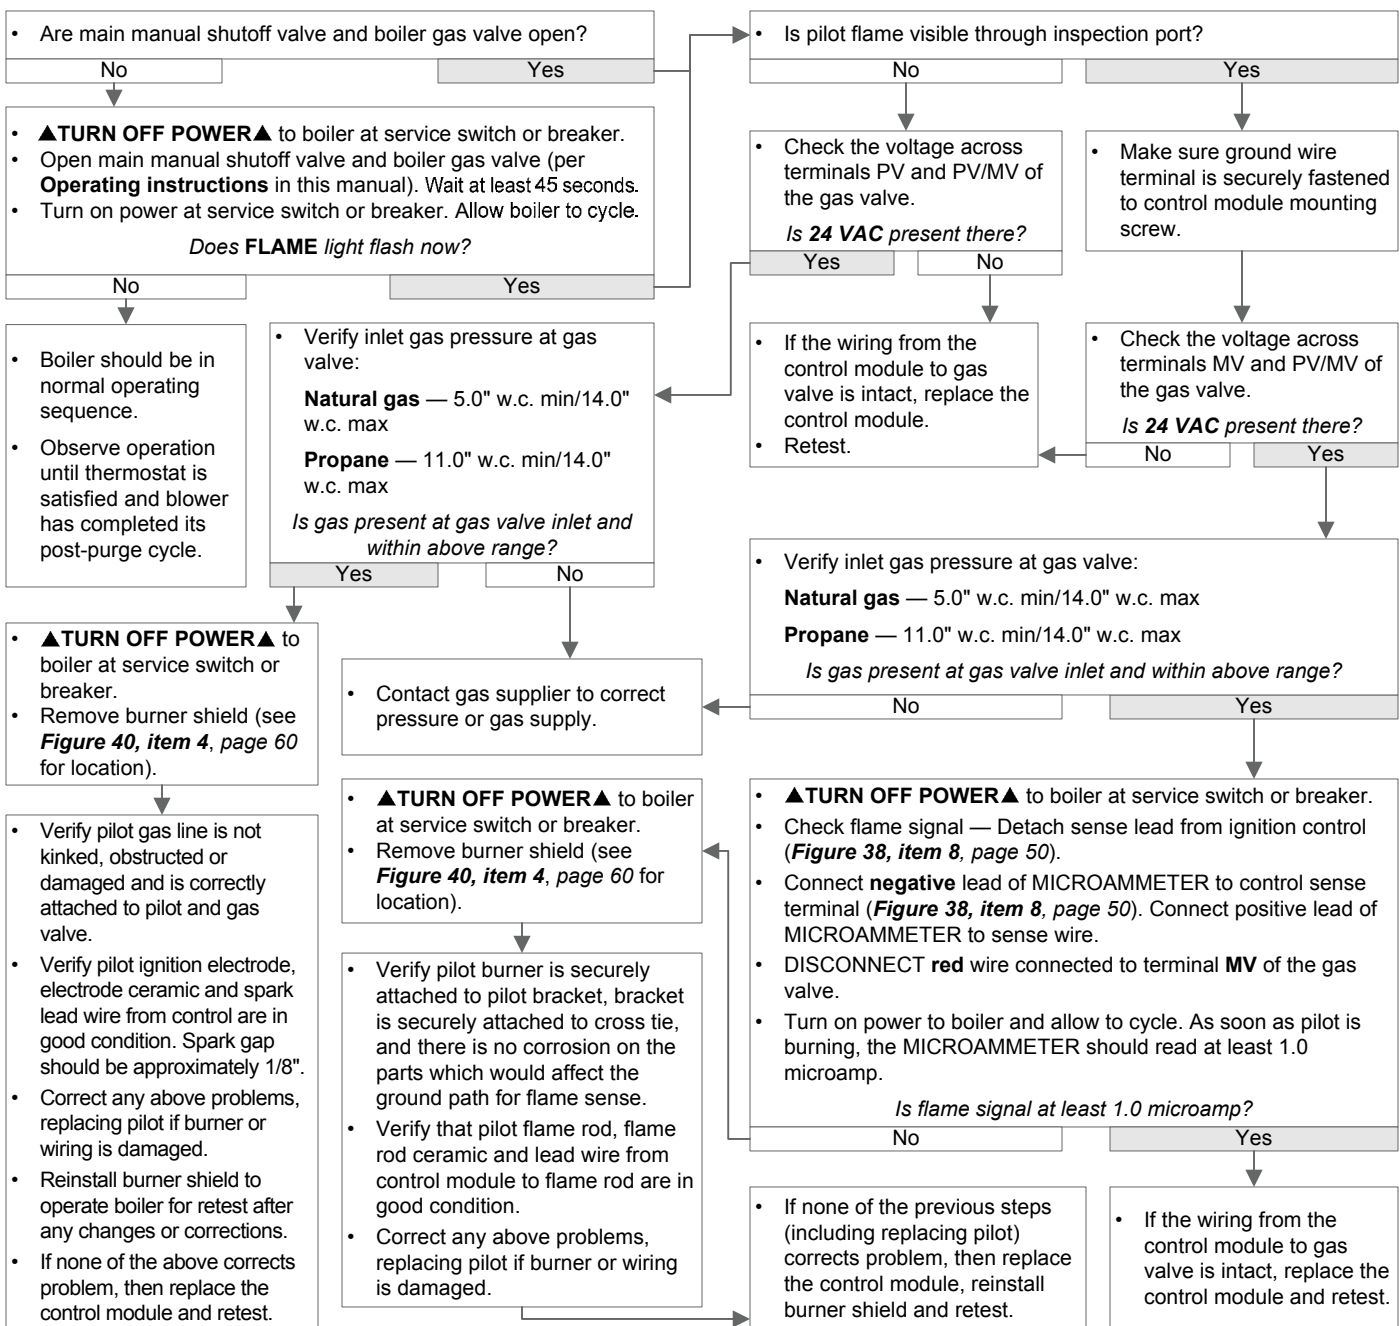 • Are main manual shutoff valve and boiler gas valve open?
No
Yes
• ▲TURN OFF POWER▲ to boiler at service switch or breaker.
• Open main manual shutoff valve and boiler gas valve (per
Operating instructions in this manual). Wait at least 45 seconds.
• Turn on power at service switch or breaker. Allow boiler to cycle.
Does FLAME light flash now?
No
Yes
• Boiler should be in
normal operating
sequence.
• Observe operation
until thermostat is
satisfied and blower
has completed its
post-purge cycle.
• Verify inlet gas pressure at gas
valve:
Natural gas — 5.0" w.c. min/14.0"
w.c. max
Propane — 11.0" w.c. min/14.0"
w.c. max
Is gas present at gas valve inlet and
within above range?
Yes
No
• ▲TURN OFF POWER▲ to
boiler at service switch or
breaker.
• Remove burner shield (see
Figure 40, item 4, page 60
for location).
• Verify pilot gas line is not
kinked, obstructed or
damaged and is correctly
attached to pilot and gas
valve.
• Verify pilot ignition electrode,
electrode ceramic and spark
lead wire from control are in
good condition. Spark gap
should be approximately 1/8".
• Correct any above problems,
replacing pilot if burner or
wiring is damaged.
• Reinstall burner shield to
operate boiler for retest after
any changes or corrections.
• If none of the above corrects
problem, then replace the
control module and retest.
• Contact gas supplier to correct
pressure or gas supply.
• ▲TURN OFF POWER▲ to boiler
at service switch or breaker.
• Remove burner shield (see
Figure 40, item 4, page 60 for
location).
• Verify pilot burner is securely
attached to pilot bracket, bracket
is securely attached to cross tie,
and there is no corrosion on the
parts which would affect the
ground path for flame sense.
• Verify that pilot flame rod, flame
rod ceramic and lead wire from
control module to flame rod are in
good condition.
• Correct any above problems,
replacing pilot if burner or wiring
is damaged.
• Is pilot flame visible through inspection port?
No
Yes
• Check the voltage across
terminals PV and PV/MV of
the gas valve.
Is 24 VAC present there?
Yes
No
• If the wiring from the
control module to gas
valve is intact, replace the
control module.
• Retest.
• Make sure ground wire
terminal is securely fastened
to control module mounting
screw.
• Check the voltage across
terminals MV and PV/MV of
the gas valve.
Is 24 VAC present there?
No
Yes
• Verify inlet gas pressure at gas valve:
Natural gas — 5.0" w.c. min/14.0" w.c. max
Propane — 11.0" w.c. min/14.0" w.c. max
Is gas present at gas valve inlet and within above range?
No
Yes
• ▲TURN OFF POWER▲ to boiler at service switch or breaker.
• Check flame signal — Detach sense lead from ignition control
(Figure 38, item 8, page 50).
• Connect negative lead of MICROAMMETER to control sense
terminal (Figure 38, item 8, page 50). Connect positive lead of
MICROAMMETER to sense wire.
• DISCONNECT red wire connected to terminal MV of the gas
valve.
• Turn on power to boiler and allow to cycle. As soon as pilot is
burning, the MICROAMMETER should read at least 1.0
microamp.
Is flame signal at least 1.0 microamp?
No
Yes
• If none of the previous steps
(including replacing pilot)
corrects problem, then replace
the control module, reinstall
burner shield and retest.
• If the wiring from the
control module to gas
valve is intact, replace the
control module and retest.